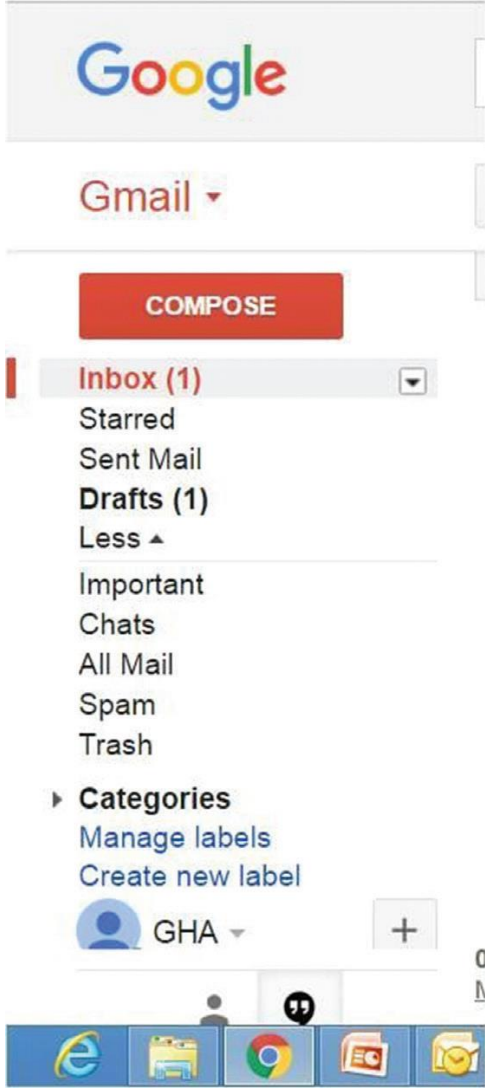 Google
Gmail
COMPOSE
Inbox (1)
Starred
Sent Mail
Drafts (1)
Less
Important
Chats
All Mail
Spam
Trash
Categories
Manage labels
Create new label
GHA